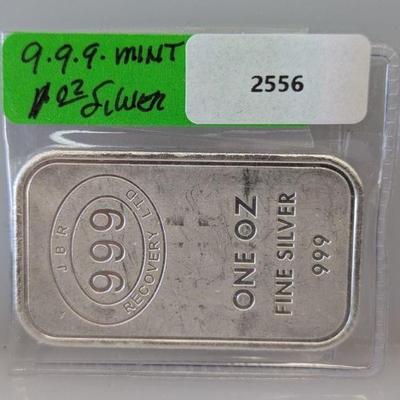 9.9.9. MINT
1 oz Silver
2556
JBR
RECOVERY LTD
999
ONE OZ
FINE SILVER
999